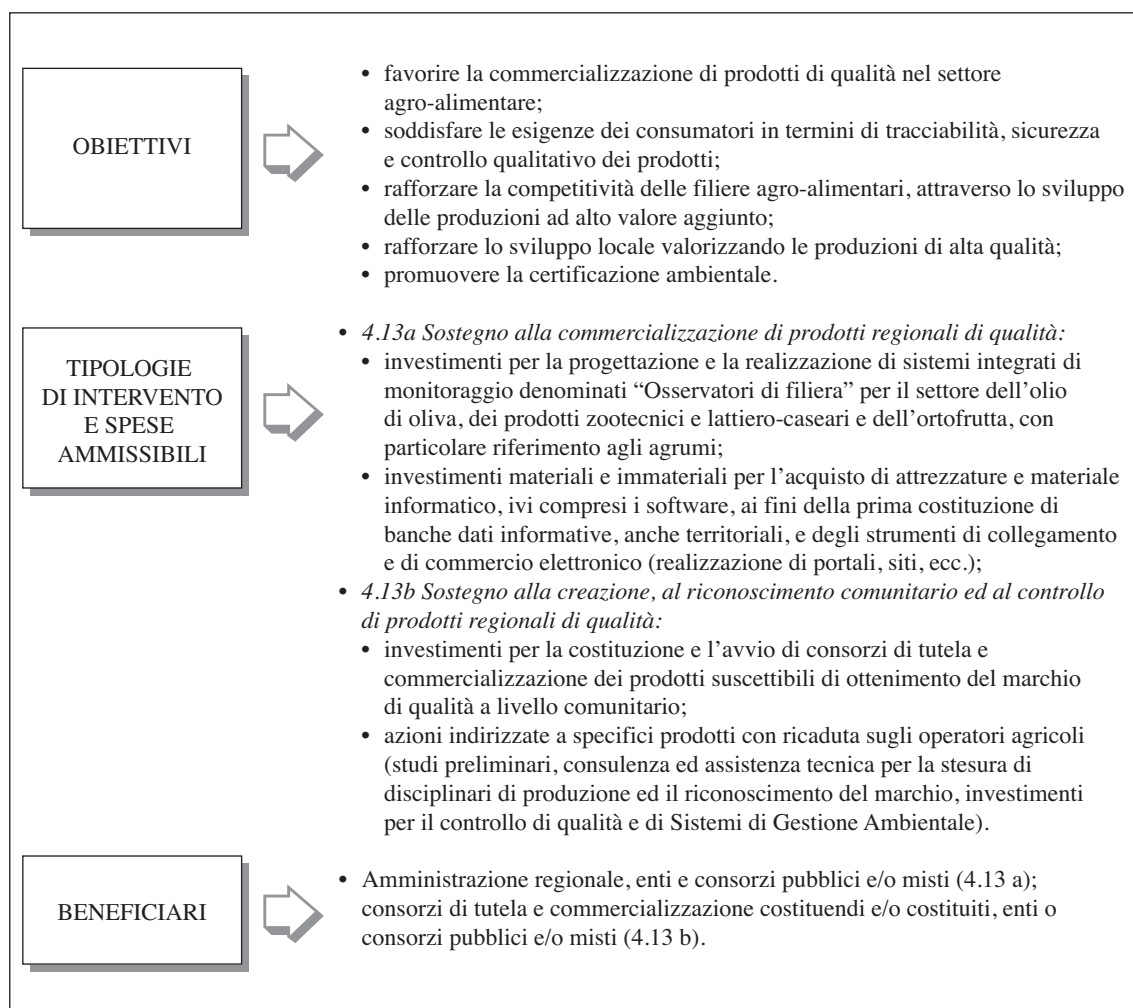 OBIETTIVI
• favorire la commercializzazione di prodotti di qualità nel settore
agro-alimentare;
• soddisfare le esigenze dei consumatori in termini di tracciabilità, sicurezza
e controllo qualitativo dei prodotti;
• rafforzare la competitività delle filiere agro-alimentari, attraverso lo sviluppo
delle produzioni ad alto valore aggiunto;
• rafforzare lo sviluppo locale valorizzando le produzioni di alta qualità;
• promuovere la certificazione ambientale.
TIPOLOGIE
DI INTERVENTO
E SPESE
AMMISSIBILI
• 4.13a Sostegno alla commercializzazione di prodotti regionali di qualità:
• investimenti per la progettazione e la realizzazione di sistemi integrati di
monitoraggio denominati “Osservatori di filiera” per il settore dell’olio
di oliva, dei prodotti zootecnici e lattiero-caseari e dell’ortofrutta, con
particolare riferimento agli agrumi;
• investimenti materiali e immateriali per l’acquisto di attrezzature e materiale
informatico, ivi compresi i software, ai fini della prima costituzione di
banche dati informative, anche territoriali, e degli strumenti di collegamento
e di commercio elettronico (realizzazione di portali, siti, ecc.);
• 4.13b Sostegno alla creazione, al riconoscimento comunitario ed al controllo
di prodotti regionali di qualità:
• investimenti per la costituzione e l’avvio di consorzi di tutela e
commercializzazione dei prodotti suscettibili di ottenimento del marchio
di qualità a livello comunitario;
• azioni indirizzate a specifici prodotti con ricaduta sugli operatori agricoli
(studi preliminari, consulenza ed assistenza tecnica per la stesura di
disciplinari di produzione ed il riconoscimento del marchio, investimenti
per il controllo di qualità e di Sistemi di Gestione Ambientale).
BENEFICIARI
• Amministrazione regionale, enti e consorzi pubblici e/o misti (4.13 a);
consorzi di tutela e commercializzazione costituendi e/o costituiti, enti o
consorzi pubblici e/o misti (4.13 b).